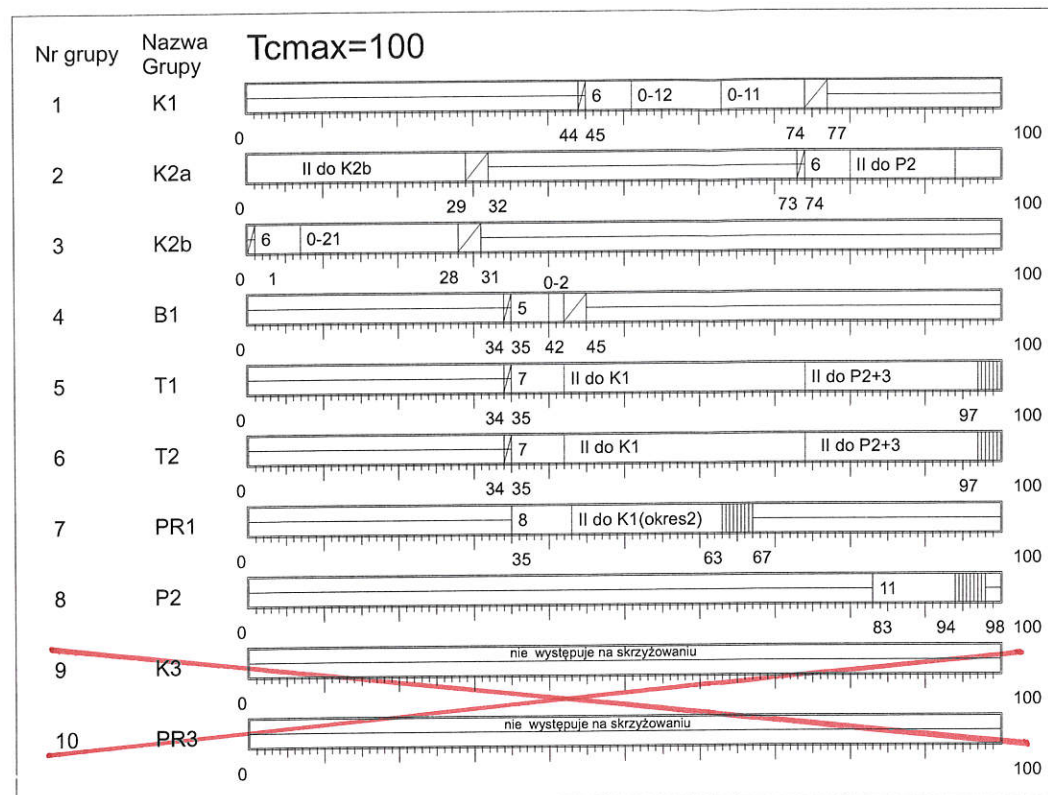 Nr grupy Nazwa Grupy Tcmax=100
1 K1 6 0-12 0-11
0 44 45 74 77 100
2 K2a II do K2b 6 II do P2
0 29 32 73 74 100
3 K2b 6 0-21
0 1 28 31 0-2 100
4 B1 5
0 34 35 42 45 100
5 T1 7 II do K1 II do P2+3
0 34 35 97 100
6 T2 7 II do K1 II do P2+3
0 34 35 97 100
7 PR1 8 II do K1(okres2)
0 35 63 67 100
8 P2 11
0 83 94 98 100
9 K3 nie występuje na skrzyżowaniu
0 100
10 PR3 nie występuje na skrzyżowaniu
0 100